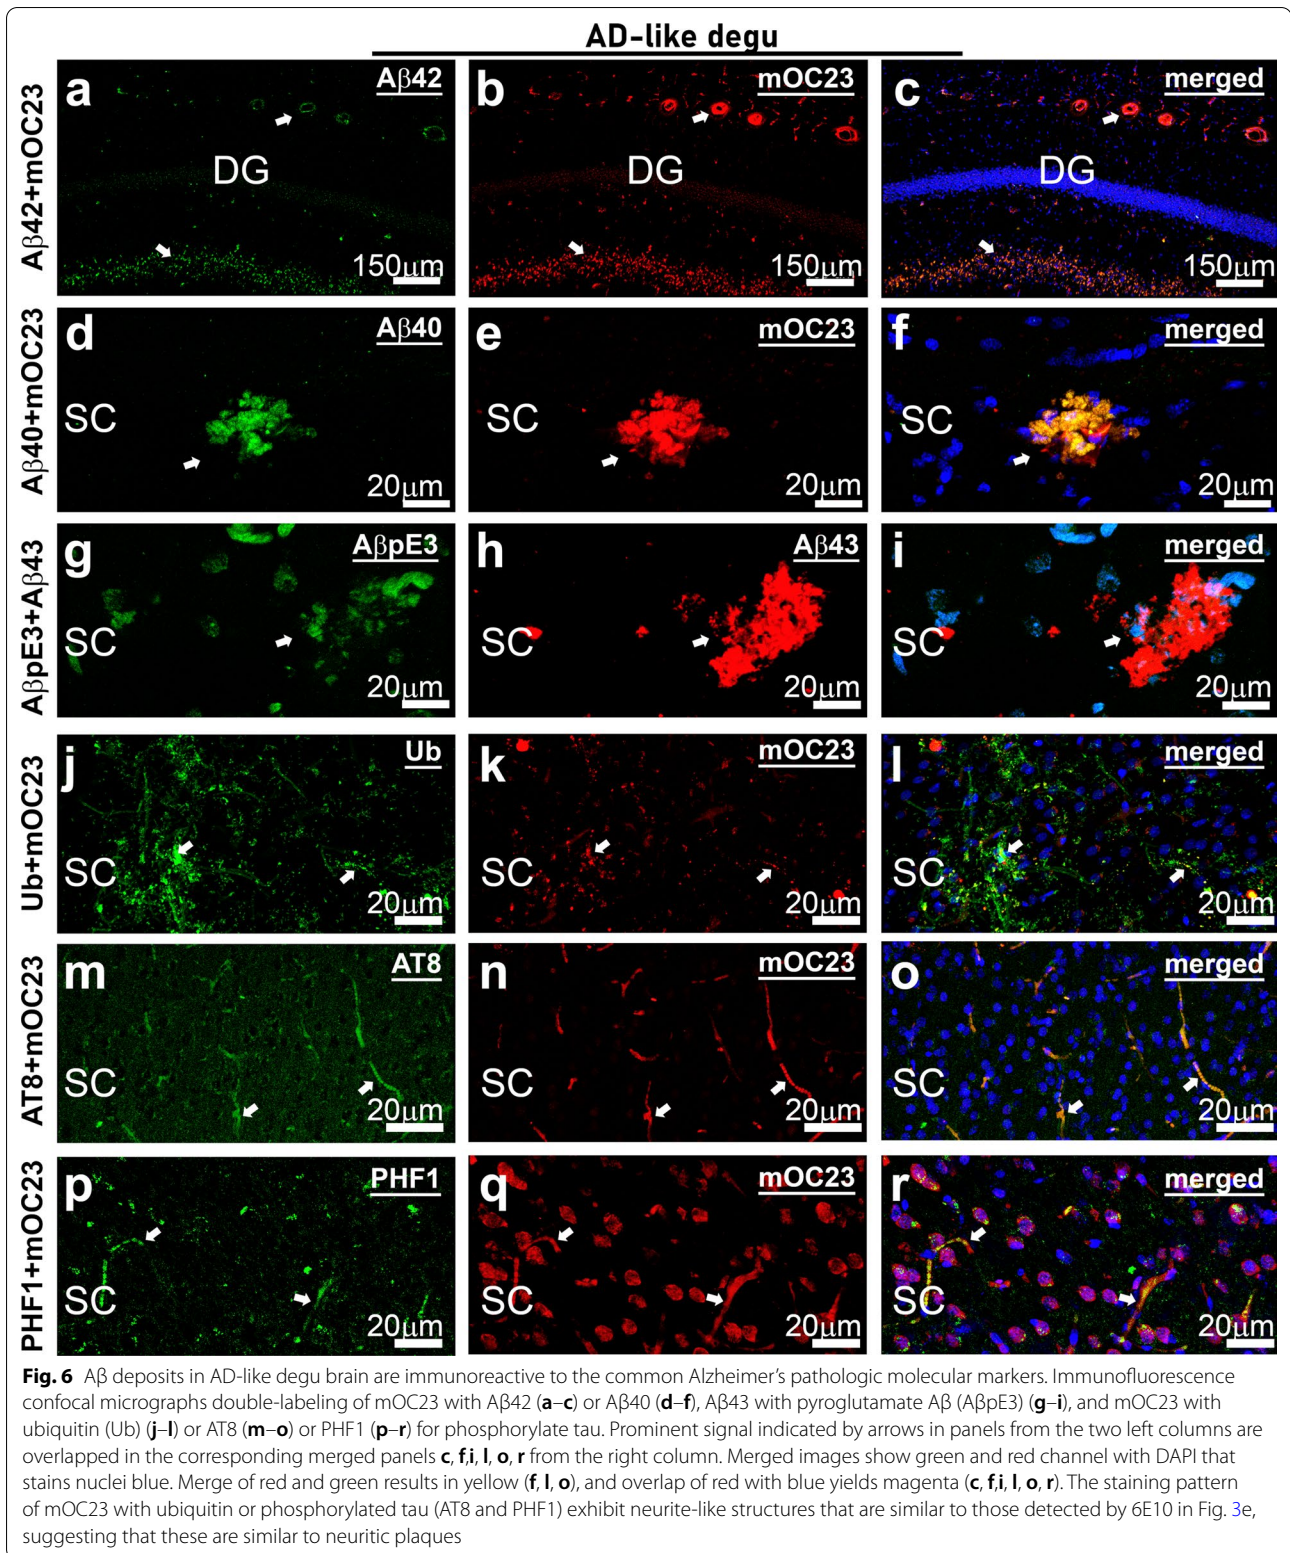 AD-like degu
Aβ42+mOC23
a
Aβ42
DG
150μm
b
mOC23
DG
150μm
c
merged
DG
150μm
Aβ40+mOC23
d
Aβ40
SC
20μm
e
mOC23
SC
20μm
f
merged
SC
20μm
AβpE3+Aβ43
g
AβpE3
SC
20μm
h
Aβ43
SC
20μm
i
merged
SC
20μm
Ub+mOC23
j
Ub
SC
20μm
k
mOC23
SC
20μm
l
merged
SC
20μm
AT8+mOC23
m
AT8
SC
20μm
n
mOC23
SC
20μm
o
merged
SC
20μm
PHF1+mOC23
p
PHF1
SC
20μm
q
mOC23
SC
20μm
r
merged
SC
20μm
Fig. 6 Aβ deposits in AD-like degu brain are immunoreactive to the common Alzheimer's pathologic molecular markers. Immunofluorescence
confocal micrographs double-labeling of mOC23 with Aβ42 (a–c) or Aβ40 (d–f), Aβ43 with pyroglutamate Aβ (AβpE3) (g–i), and mOC23 with
ubiquitin (Ub) (j–l) or AT8 (m–o) or PHF1 (p–r) for phosphorylate tau. Prominent signal indicated by arrows in panels from the two left columns are
overlapped in the corresponding merged panels c, f,i, l, o, r from the right column. Merged images show green and red channel with DAPI that
stains nuclei blue. Merge of red and green results in yellow (f, l, o), and overlap of red with blue yields magenta (c, f,i, l, o, r). The staining pattern
of mOC23 with ubiquitin or phosphorylated tau (AT8 and PHF1) exhibit neurite-like structures that are similar to those detected by 6E10 in Fig. 3e,
suggesting that these are similar to neuritic plaques